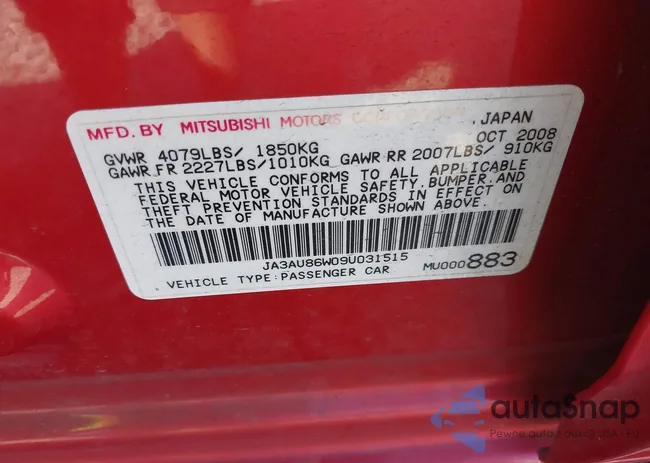 MFD. BY MITSUBISHI MOTORS CORPORATION, JAPAN
OCT 2008
GVWR 4079LBS/ 1850KG
GAWR FR 2227LBS/1010KG GAWR RR 2007LBS/ 910KG
THIS VEHICLE CONFORMS TO ALL APPLICABLE
FEDERAL MOTOR VEHICLE SAFETY, BUMPER, AND
THEFT PREVENTION STANDARDS IN EFFECT ON
THE DATE OF MANUFACTURE SHOWN ABOVE.
JA3AU86W09U031515
VEHICLE TYPE:PASSENGER CAR MU000883
autoSnap